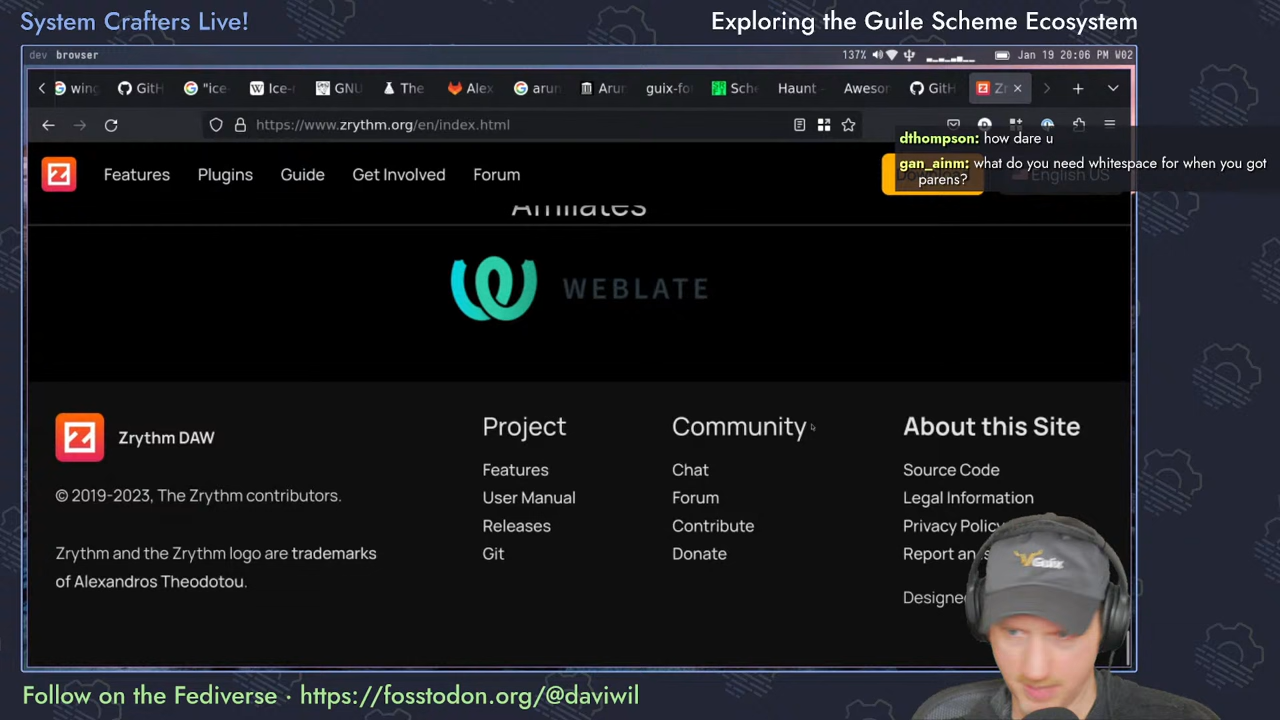 System Crafters Live!
Exploring the Guile Scheme Ecosystem
dev browser
137%
Jan 19 20:06 PM W02
wing
GitH
"ice-
Ice-
GNU
The
Alex
arun
Arun
guix-fo
Sche
Haunt
Aweso
GitH
Zr
https://www.zrythm.org/en/index.html
dthompson: how dare u
gan_ainm: what do you need whitespace for when you got
parens?
Features
Plugins
Guide
Get Involved
Forum
English US
Affiliates
WEBLATE
Zrythm DAW
© 2019-2023, The Zrythm contributors.
Zrythm and the Zrythm logo are trademarks
of Alexandros Theodotou.
Project
Features
User Manual
Releases
Git
Community
Chat
Forum
Contribute
Donate
About this Site
Source Code
Legal Information
Privacy Policy
Report an
Designe
Guix
Follow on the Fediverse · https://fosstodon.org/@daviwil